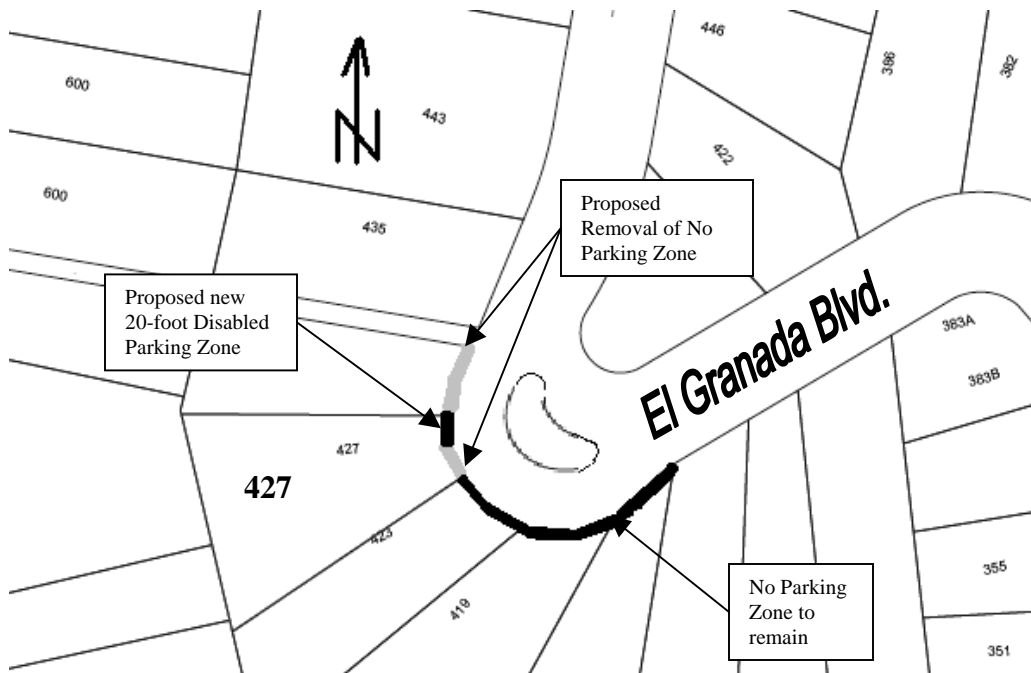 446
386
382
600
443
N
422
600
435
Proposed
Removal of No
Parking Zone
Proposed new
20-foot Disabled
Parking Zone
El Granada Blvd.
383A
383B
427
427
423
419
No Parking
Zone to
remain
355
351